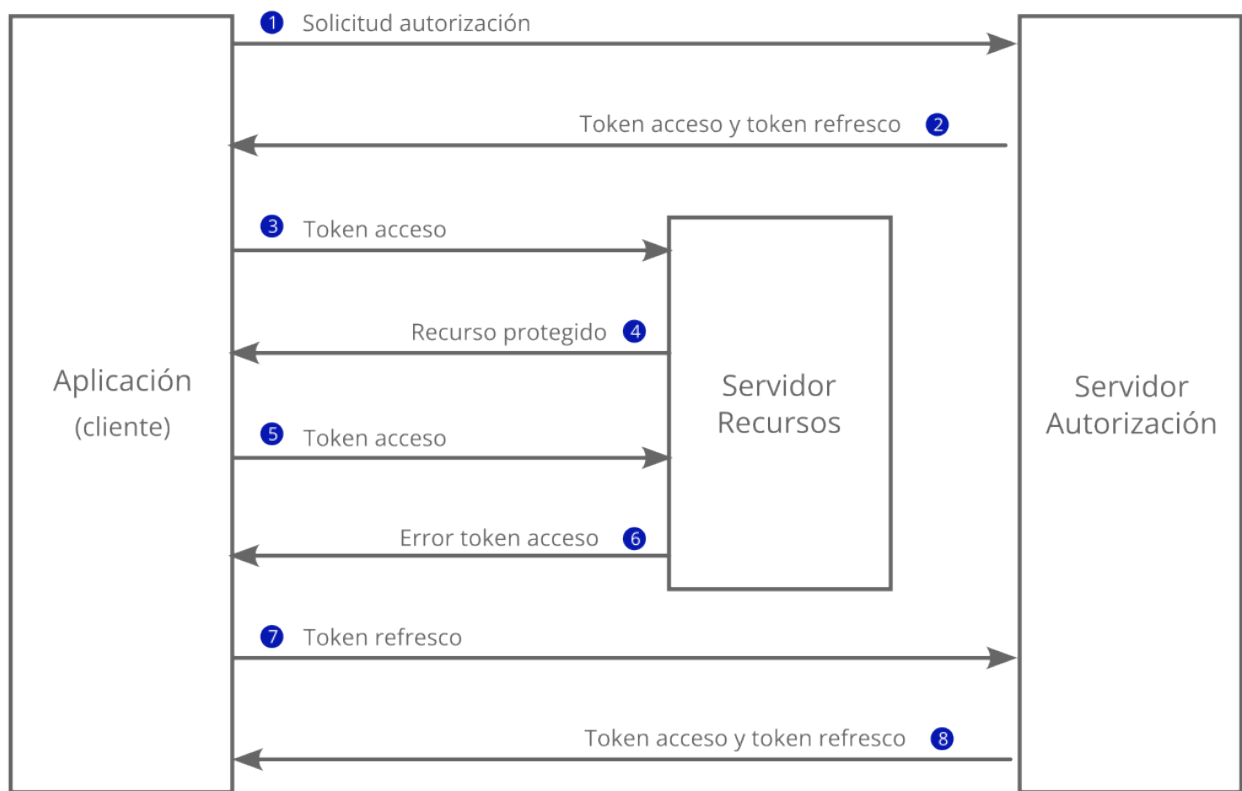 1 Solicitud autorización
Token acceso y token refresco 2
3 Token acceso
Recurso protegido 4
Aplicación
(cliente)
Servidor
Recursos
Servidor
Autorización
5 Token acceso
Error token acceso 6
7 Token refresco
Token acceso y token refresco 8